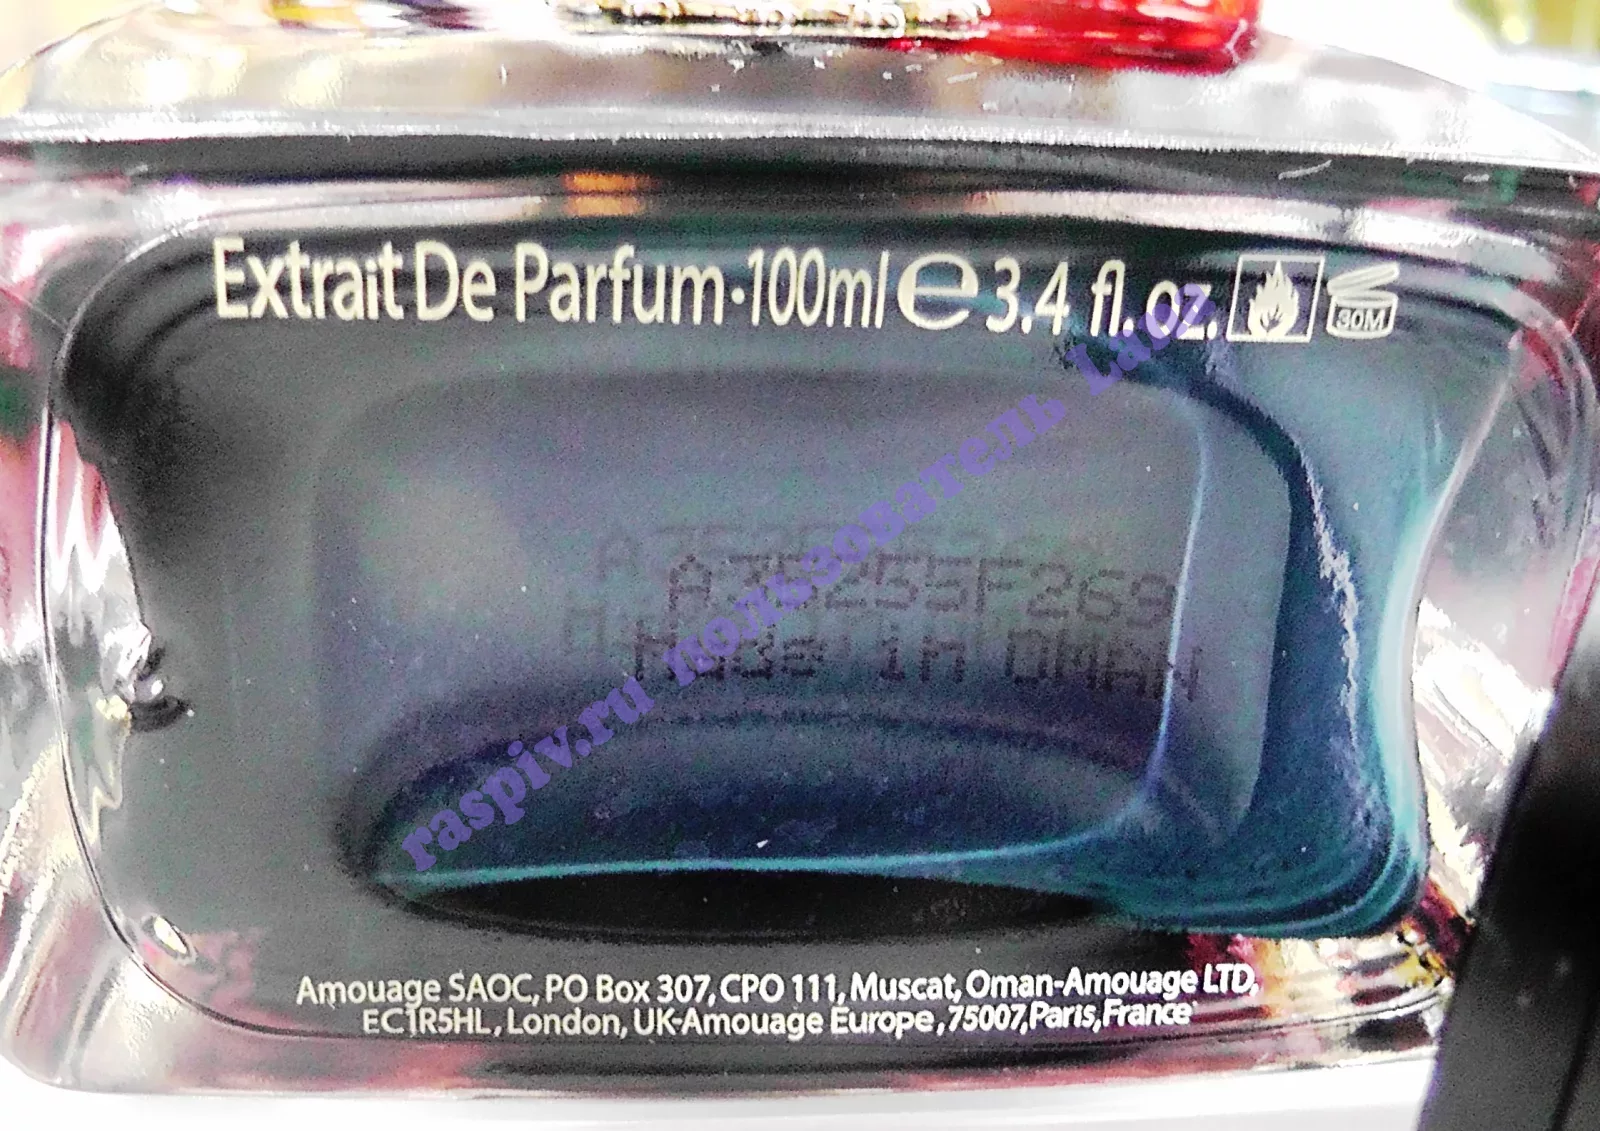 Extrait De Parfum·100ml e 3.4 fl. oz.
30M
Made in OMAN
raspiv.ru пользователь Lanz
Amouage SAOC, PO Box 307, CPO 111, Muscat, Oman-Amouage LTD,
EC1R5HL, London, UK-Amouage Europe, 75007, Paris, France